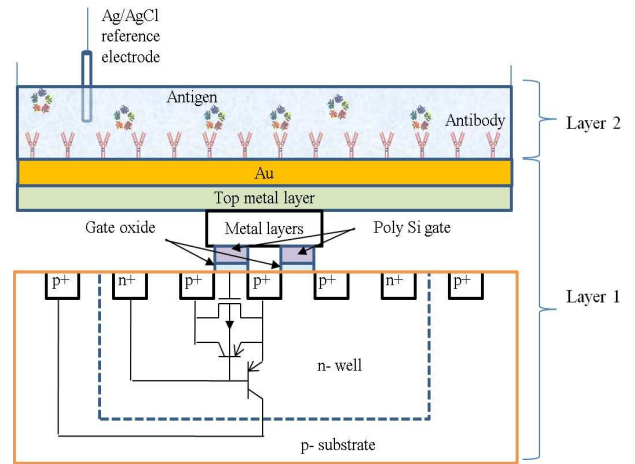 Ag/AgCl
reference
electrode
Antigen
Antibody
Layer 2
Au
Top metal layer
Gate oxide
Metal layers
Poly Si gate
p+
n+
p+
p+
p+
n+
p+
Layer 1
n- well
p- substrate